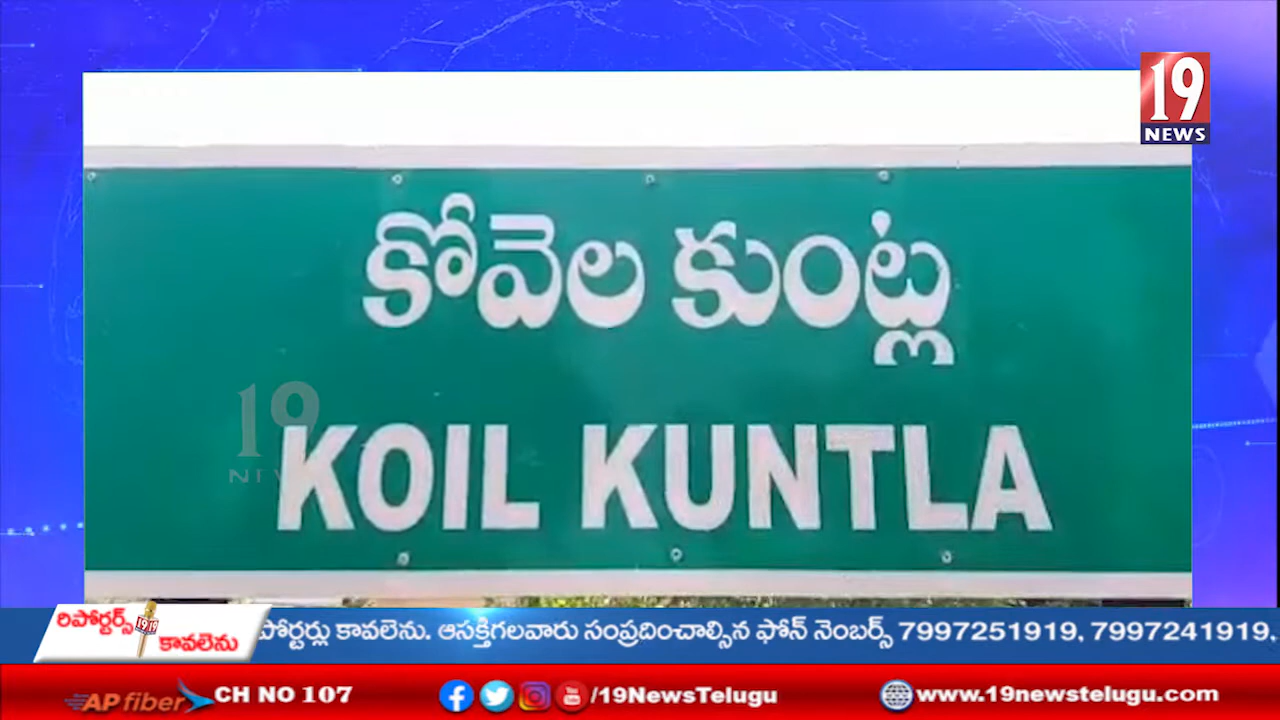 19
NEWS
కోవెల కుంట్ల
19
KOIL KUNTLA
రిపోర్టర్స్
కావలెను
పోర్టర్లు కావలెను. ఆసక్తిగలవారు సంప్రదించాల్సిన ఫోన్ నెంబర్స్ 7997251919, 7997241919,
AP fiber CH NO 107
/19NewsTelugu
www.19newstelugu.com